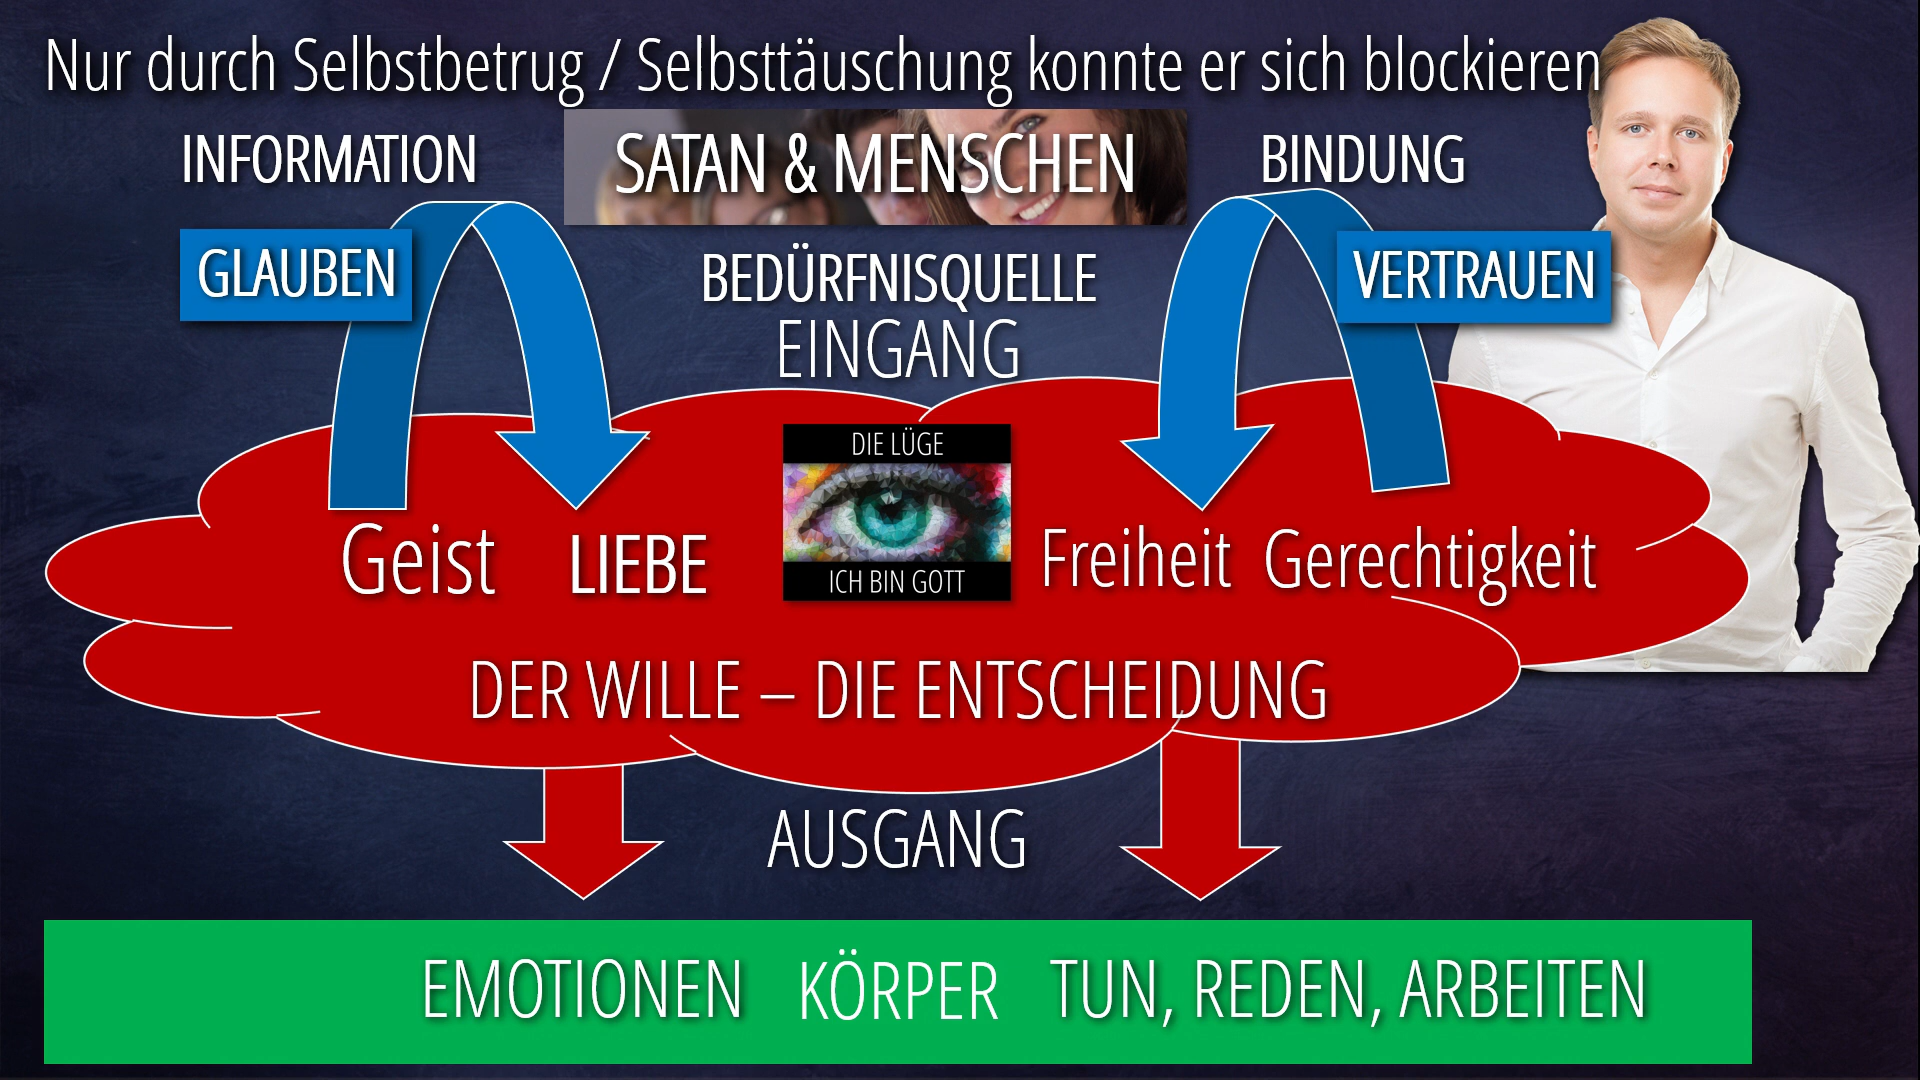 Nur durch Selbstbetrug / Selbsttäuschung konnte er sich blockieren
INFORMATION
SATAN & MENSCHEN
BINDUNG
GLAUBEN
BEDÜRFNISQUELLE
VERTRAUEN
EINGANG
DIE LÜGE
ICH BIN GOTT
Geist LIEBE
Freiheit Gerechtigkeit
DER WILLE – DIE ENTSCHEIDUNG
AUSGANG
EMOTIONEN KÖRPER TUN, REDEN, ARBEITEN